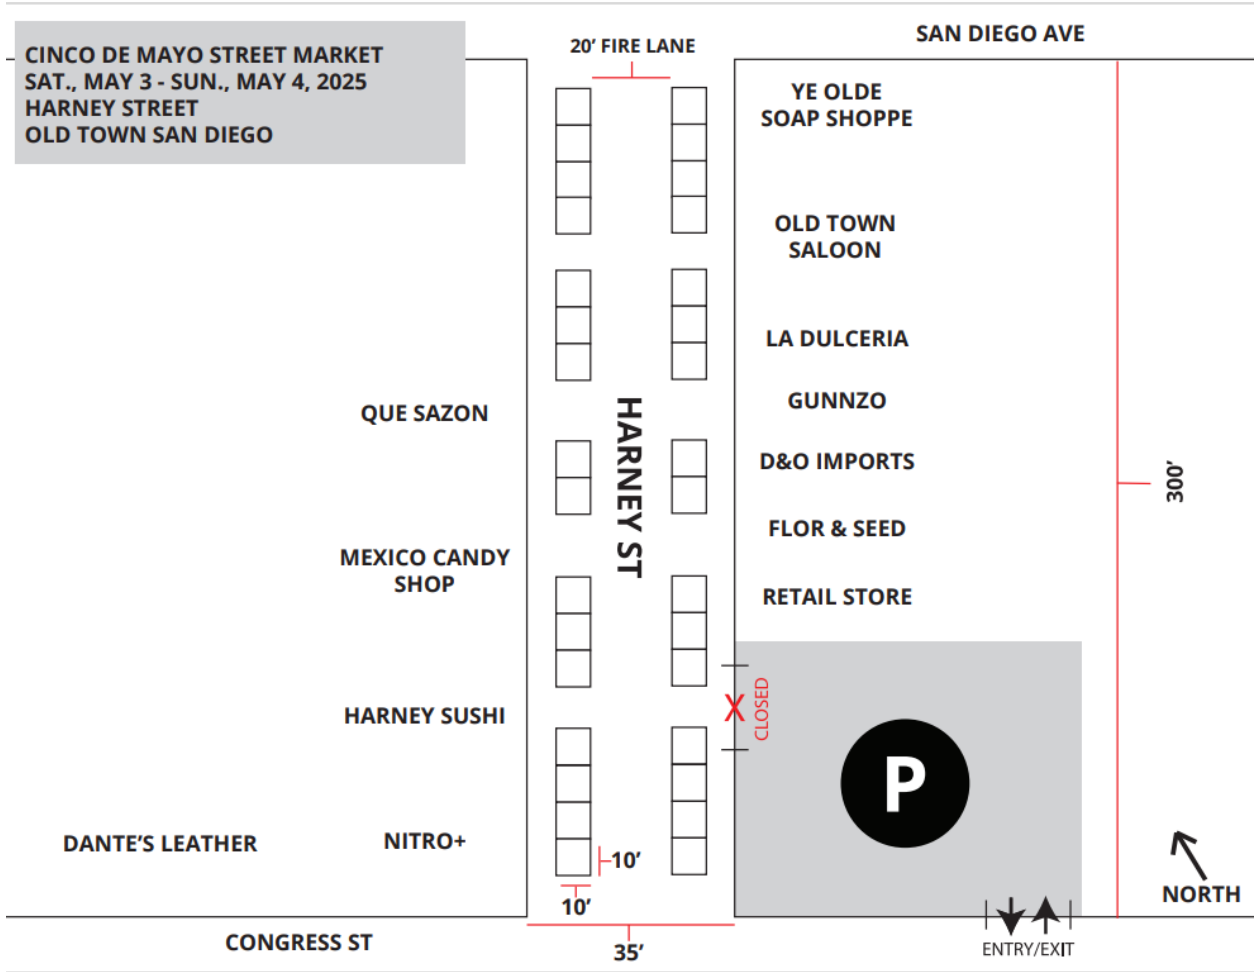 SAN DIEGO AVE
20' FIRE LANE
CINCO DE MAYO STREET MARKET
SAT., MAY 3 - SUN., MAY 4, 2025
HARNEY STREET
OLD TOWN SAN DIEGO
YE OLDE
SOAP SHOPPE
OLD TOWN
SALOON
LA DULCERIA
GUNNZO
QUE SAZON
HARNEY ST
D&O IMPORTS
300'
FLOR & SEED
MEXICO CANDY
SHOP
RETAIL STORE
HARNEY SUSHI
X
CLOSED
P
DANTE'S LEATHER
NITRO+
10'
10'
NORTH
CONGRESS ST
35'
ENTRY/EXIT